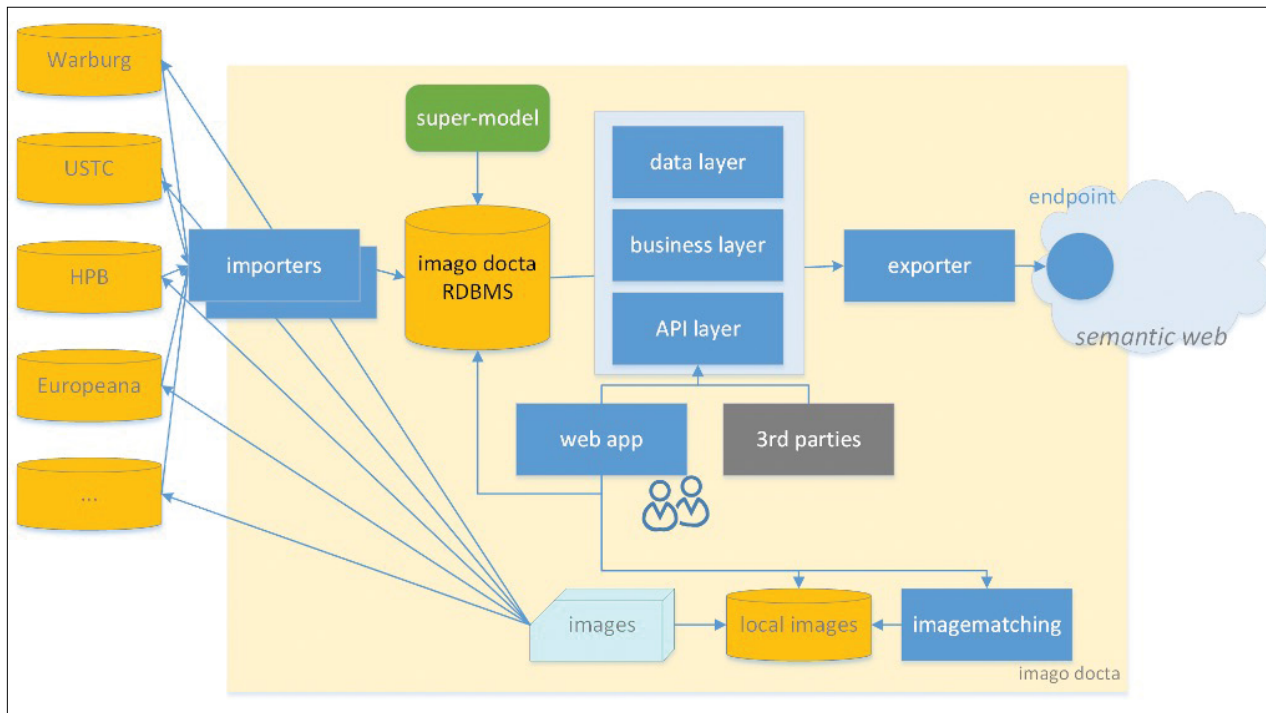 Warburg
USTC
HPB
Europeana
...
importers
super-model
imago docta
RDBMS
data layer
business layer
API layer
exporter
endpoint
semantic web
web app
3rd parties
images
local images
imagematching
imago docta